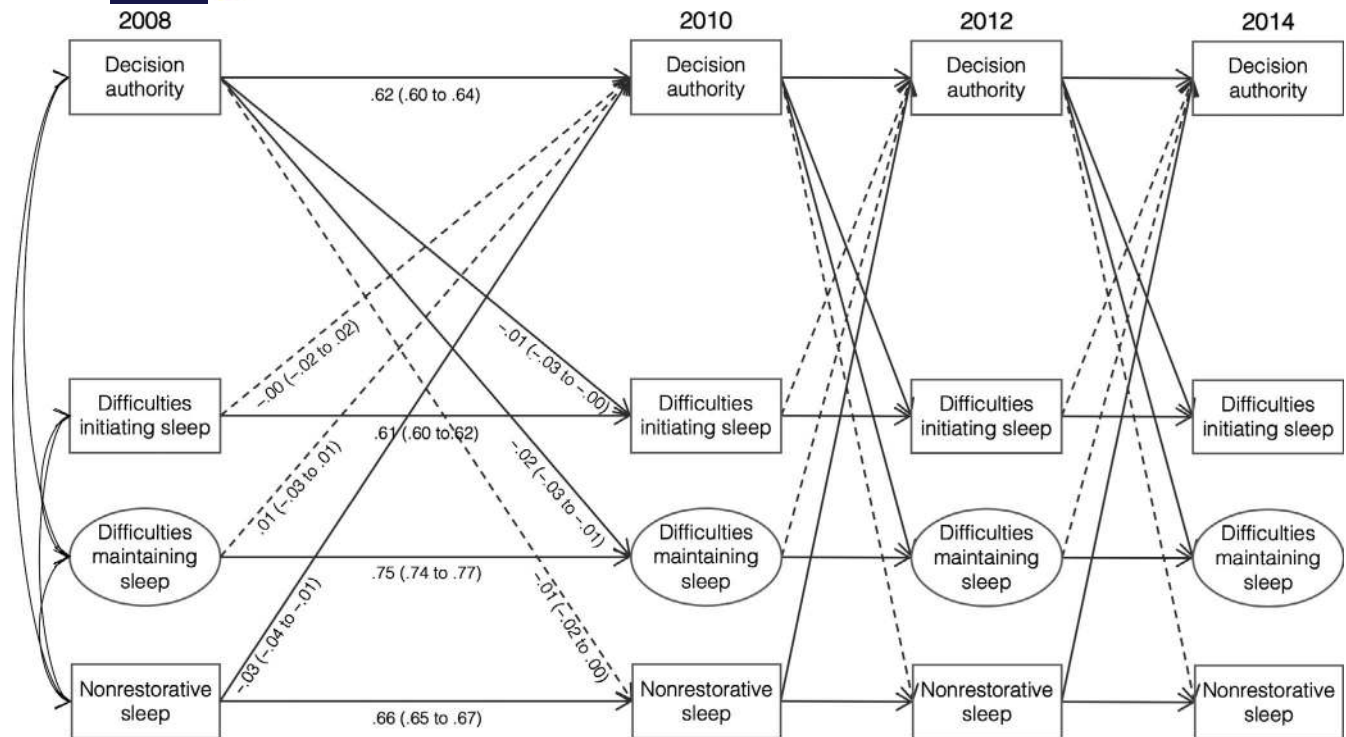 2008
2010
2012
2014
Decision
authority
Decision
authority
Decision
authority
Decision
authority
.62 (.60 to .64)
-.00 (-.02 to .02)
-.01 (-.03 to -.00)
Difficulties
initiating sleep
Difficulties
initiating sleep
Difficulties
initiating sleep
Difficulties
initiating sleep
.61 (.60 to.62)
.01 (-.03 to .01)
-.02 (-.03 to -.01)
Difficulties
maintaining
sleep
Difficulties
maintaining
sleep
Difficulties
maintaining
sleep
Difficulties
maintaining
sleep
.75 (.74 to .77)
-.03 (-.04 to -.01)
-.01 (-.02 to .00)
Nonrestorative
sleep
Nonrestorative
sleep
Nonrestorative
sleep
Nonrestorative
sleep
.66 (.65 to .67)